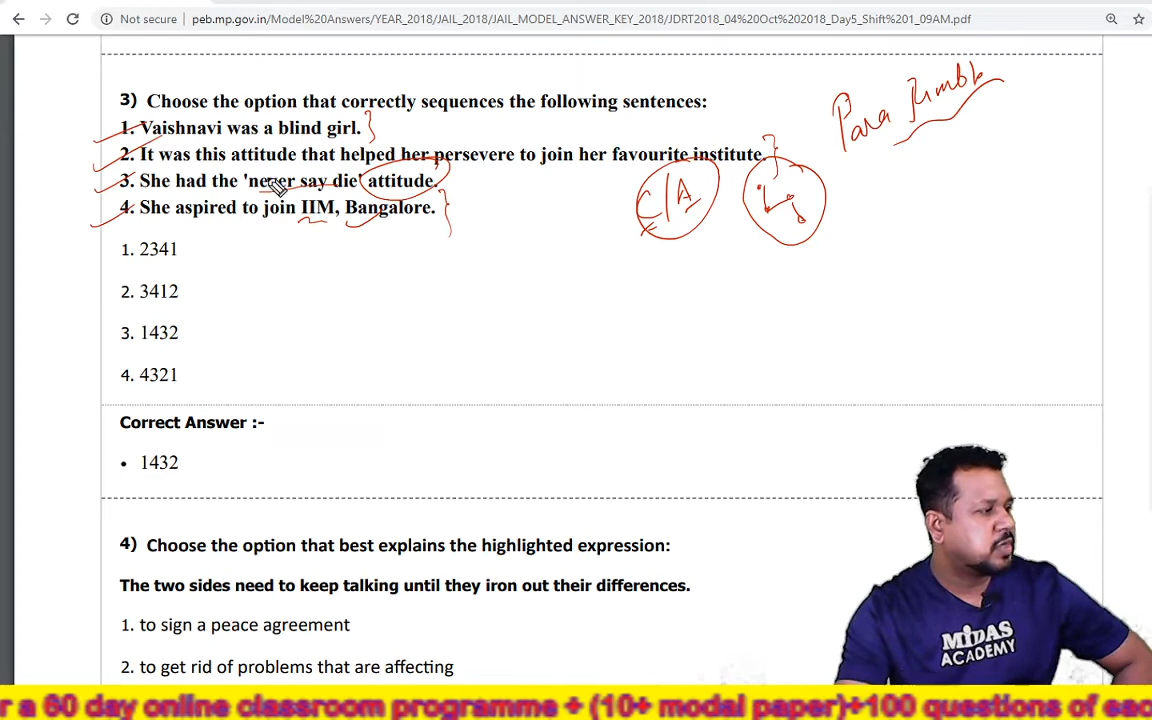 Not secure
peb.mp.gov.in/Model%20Answers/YEAR_2018/JAIL_2018/JAIL_MODEL_ANSWER_KEY_2018/JDRT2018_04%20Oct%202018_Day5_Shift%201_09AM.pdf
3) Choose the option that correctly sequences the following sentences:
1. Vaishnavi was a blind girl.
2. It was this attitude that helped her persevere to join her favourite institute.
3. She had the 'never say die' attitude.
4. She aspired to join IIM, Bangalore.
Para Jumble
C/A
1. 2341
2. 3412
3. 1432
4. 4321
Correct Answer :-
• 1432
4) Choose the option that best explains the highlighted expression:
The two sides need to keep talking until they iron out their differences.
1. to sign a peace agreement
2. to get rid of problems that are affecting
MIDAS
ACADEMY
r a 60 day online classroom programme + (10+ modal paper)+100 questions of